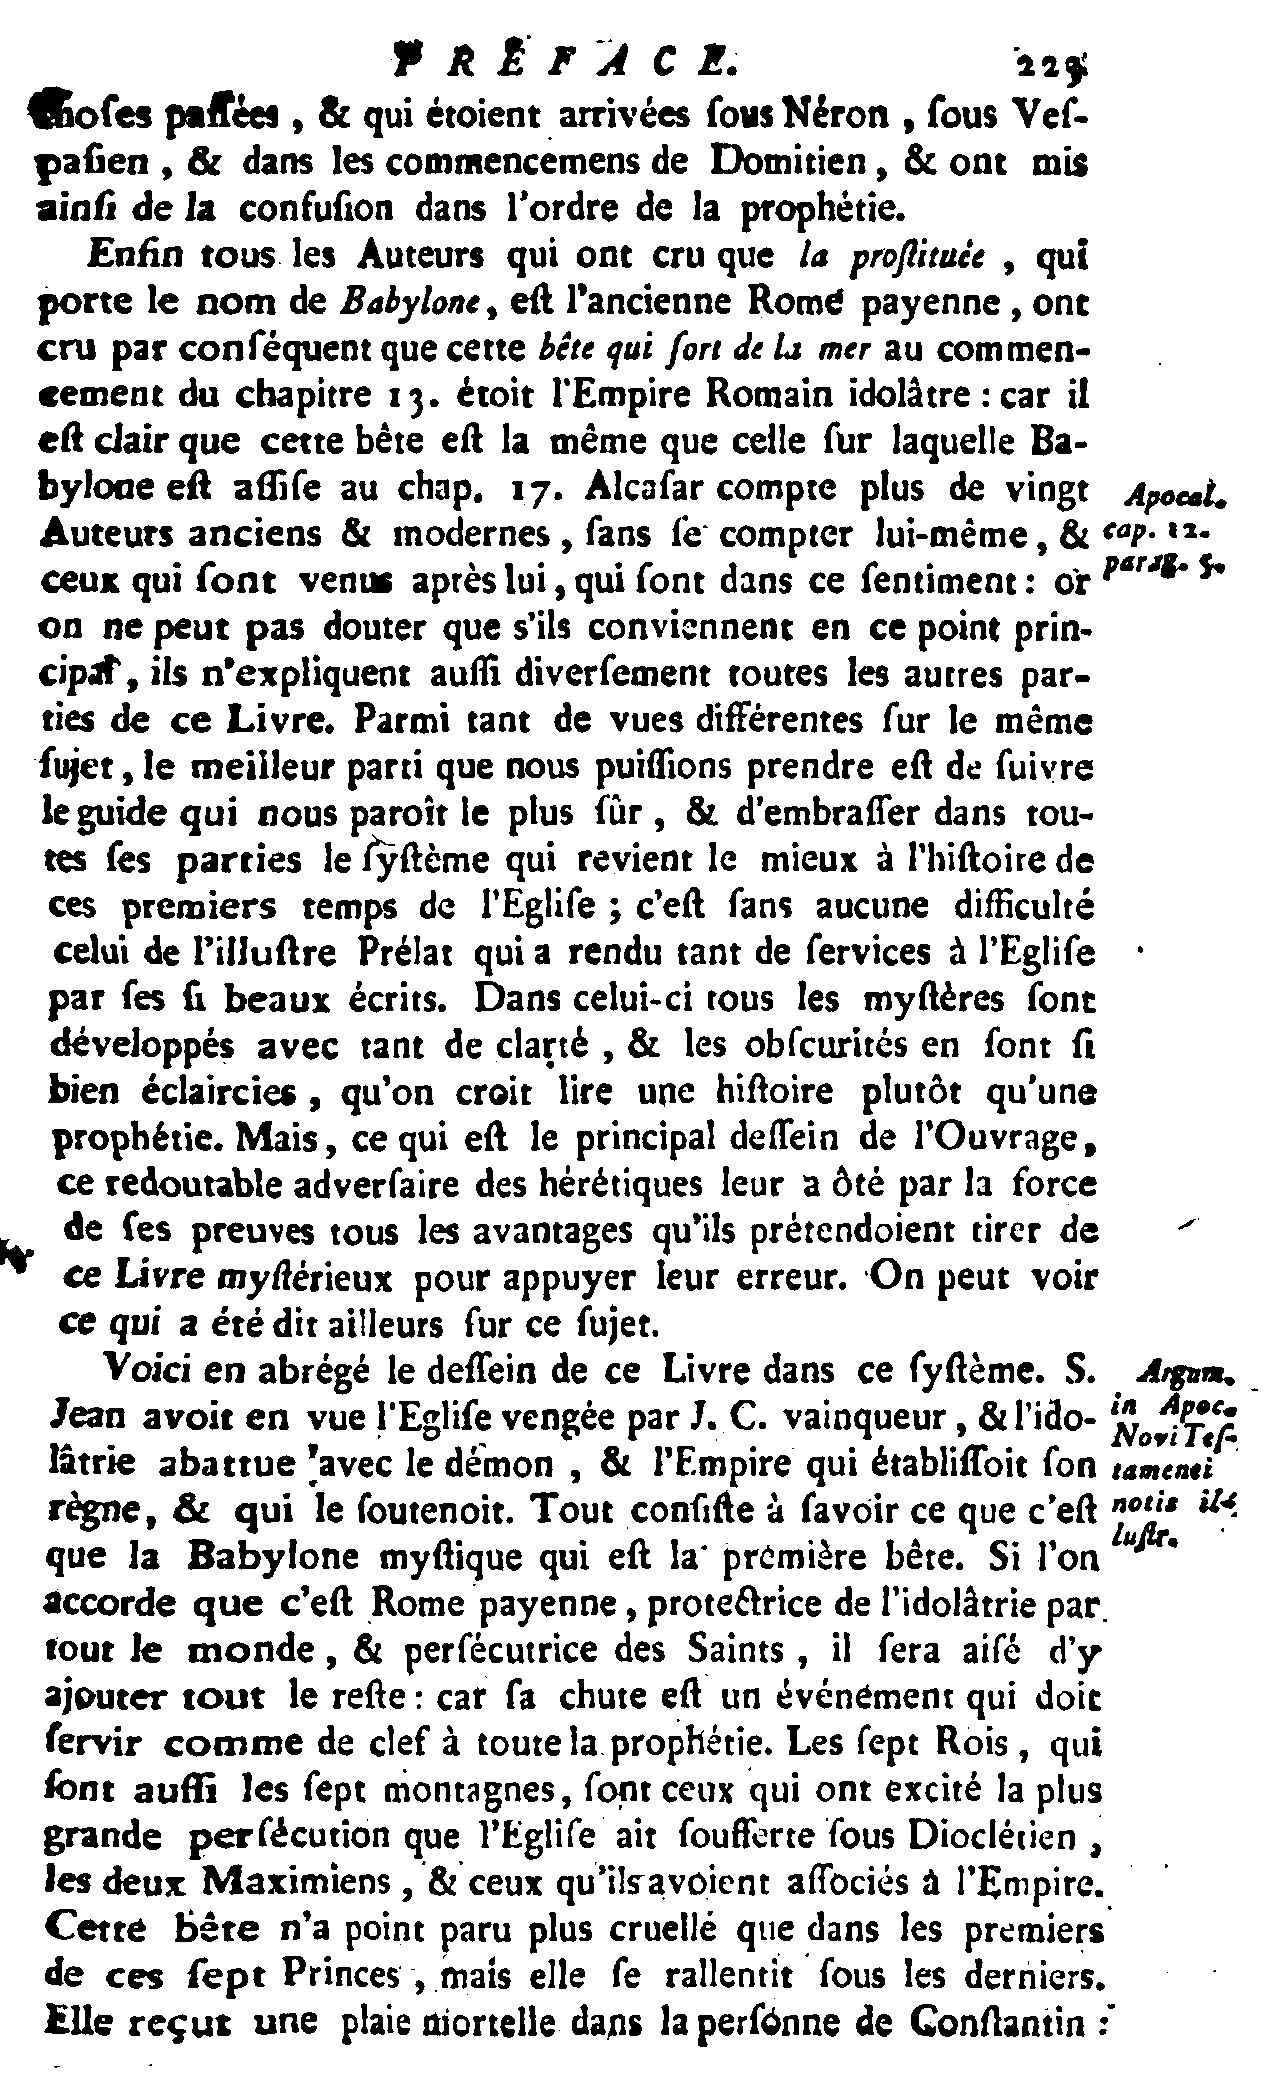 PRÉFACE. 229
choſes paſſées, & qui étoient arrivées ſous Néron, ſous Veſ-
paſien, & dans les commencemens de Domitien, & ont mis
ainſi de la confuſion dans l'ordre de la prophétie.
Enfin tous les Auteurs qui ont cru que la proſtituée, qui
porte le nom de Babylone, eſt l'ancienne Rome payenne, ont
cru par conſéquent que cette bête qui ſort de la mer au commen-
cement du chapitre 13. étoit l'Empire Romain idolâtre : car il
eſt clair que cette bête eſt la même que celle ſur laquelle Ba-
bylone eſt aſſiſe au chap. 17. Alcaſar compte plus de vingt
Apocal.
Auteurs anciens & modernes, ſans ſe compter lui-même, &
cap. 12.
ceux qui ſont venus après lui, qui ſont dans ce ſentiment : or
parag. 5.
on ne peut pas douter que s'ils conviennent en ce point prin-
cipal, ils n'expliquent auſſi diverſement toutes les autres par-
ties de ce Livre. Parmi tant de vues différentes ſur le même
ſujet, le meilleur parti que nous puiſſions prendre eſt de ſuivre
le guide qui nous paroît le plus ſûr, & d'embraſſer dans tou-
tes ſes parties le ſyſtème qui revient le mieux à l'hiſtoire de
ces premiers temps de l'Egliſe ; c'eſt ſans aucune difficulté
celui de l'illuſtre Prélat qui a rendu tant de ſervices à l'Egliſe
par ſes ſi beaux écrits. Dans celui-ci tous les myſtères ſont
développés avec tant de clarté, & les obſcurités en ſont ſi
bien éclaircies, qu'on croit lire une hiſtoire plutôt qu'une
prophétie. Mais, ce qui eſt le principal deſſein de l'Ouvrage,
ce redoutable adverſaire des hérétiques leur a ôté par la force
de ſes preuves tous les avantages qu'ils prétendoient tirer de
ce Livre myſtérieux pour appuyer leur erreur. On peut voir
ce qui a été dit ailleurs ſur ce ſujet.
Voici en abrégé le deſſein de ce Livre dans ce ſyſtème. S.
Argum.
Jean avoit en vue l'Egliſe vengée par J. C. vainqueur, & l'ido-
in Apoc.
lâtrie abattue avec le démon, & l'Empire qui établiſſoit ſon
Novi Teſ-
tamenti
règne, & qui le ſoutenoit. Tout conſiſte à ſavoir ce que c'eſt
notis il-
que la Babylone myſtique qui eſt la première bête. Si l'on
luſtr.
accorde que c'eſt Rome payenne, protectrice de l'idolâtrie par
tout le monde, & perſécutrice des Saints, il ſera aiſé d'y
ajouter tout le reſte : car ſa chute eſt un événement qui doit
ſervir comme de clef à toute la prophétie. Les ſept Rois, qui
ſont auſſi les ſept montagnes, ſont ceux qui ont excité la plus
grande perſécution que l'Egliſe ait ſoufferte ſous Dioclétien,
les deux Maximiens, & ceux qu'ils avoient aſſociés à l'Empire.
Cette bête n'a point paru plus cruelle que dans les premiers
de ces ſept Princes, mais elle ſe rallentit ſous les derniers.
Elle reçut une plaie mortelle dans la perſonne de Conſtantin :